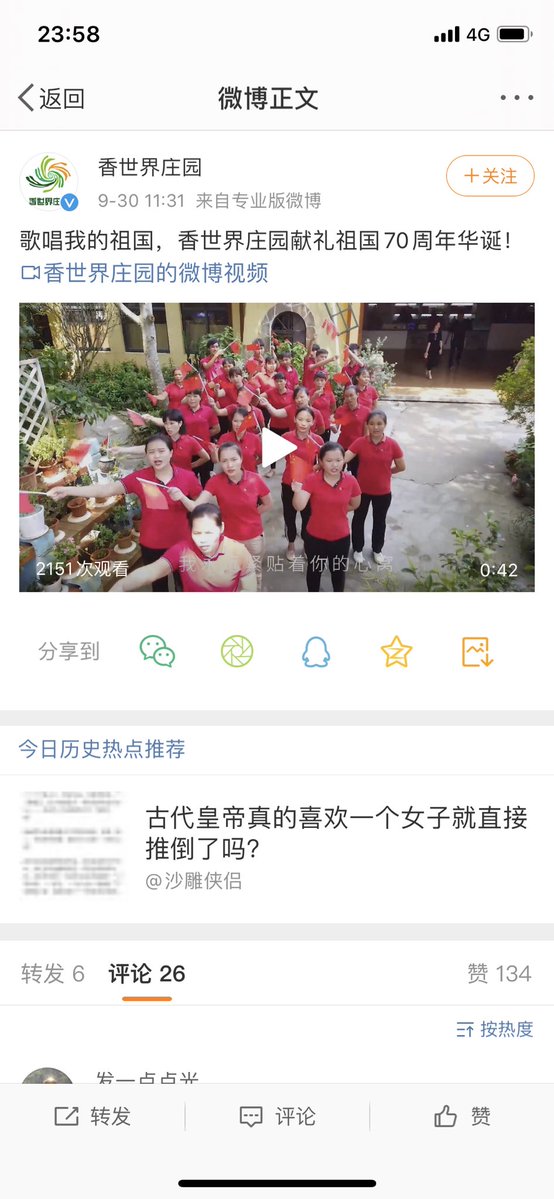 23:58
4G
返回
微博正文
香世界庄园
香世界庄园
9-30 11:31 来自专业版微博
+关注
歌唱我的祖国，香世界庄园献礼祖国70周年华诞！
香世界庄园的微博视频
紧贴着你的心窝
2151次观看
0:42
分享到
今日历史热点推荐
古代皇帝真的喜欢一个女子就直接
推倒了吗？
@沙雕侠侣
转发 6 评论 26 赞 134
按热度
发一点点光
转发 评论 赞